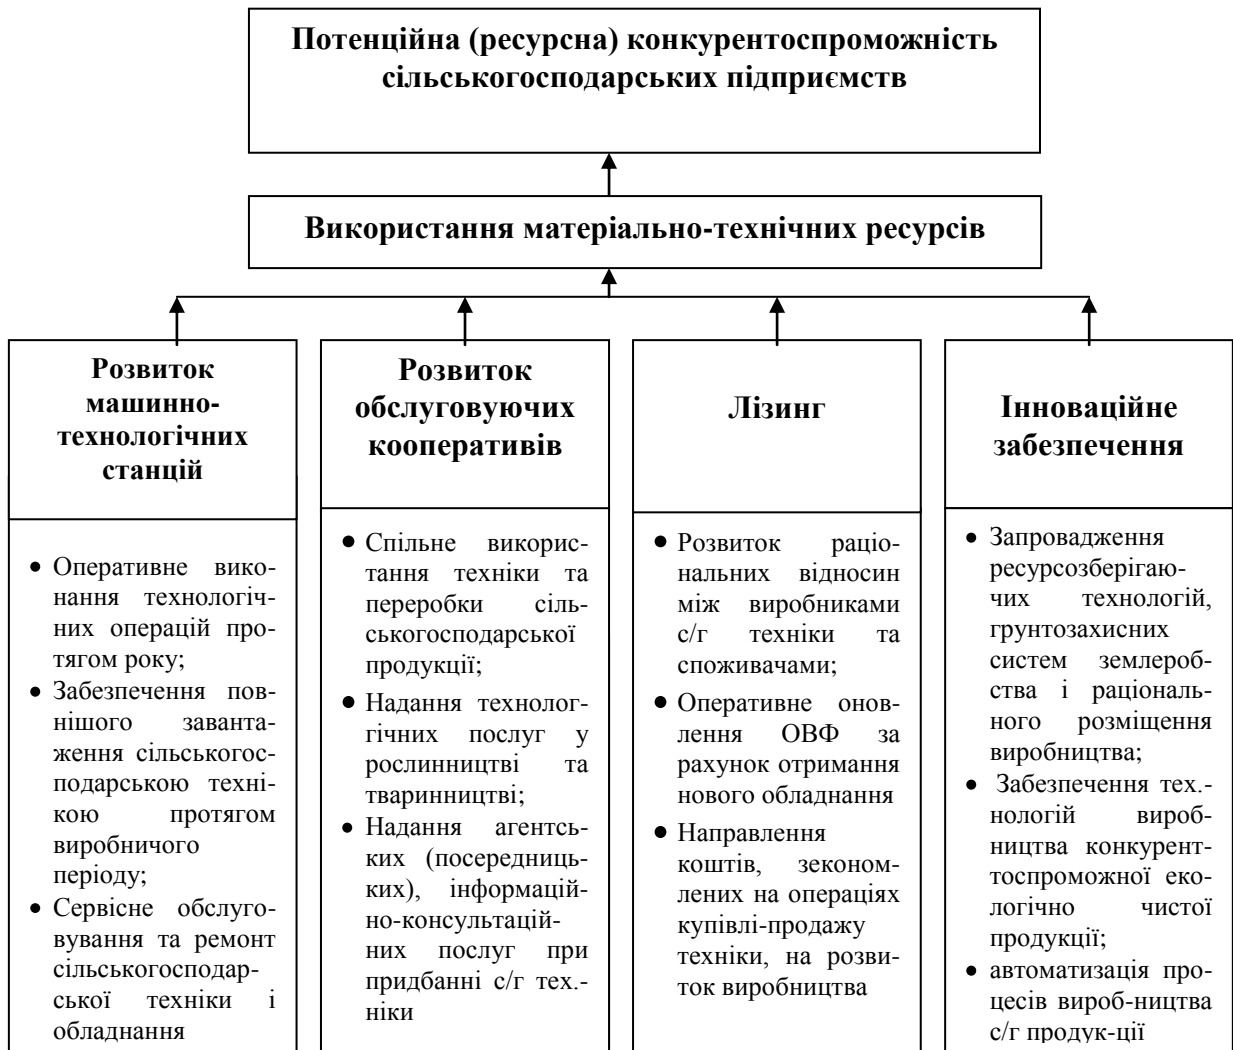 Потенційна (ресурсна) конкурентоспроможність
сільськогосподарських підприємств
Використання матеріально-технічних ресурсів
Розвиток
машинно-
технологічних
станцій
Розвиток
обслуговуючих
кооперативів
Лізинг
Інноваційне
забезпечення
• Оперативне вико-
нання технологіч-
них операцій про-
тягом року;
• Забезпечення пов-
нішого заванта-
ження сільськогос-
подарською техні-
кою протягом
виробничого
періоду;
• Сервісне обслуго-
вування та ремонт
сільськогосподар-
ської техніки і
обладнання
• Спільне викорис-
тання техніки та
переробки сіль-
ськогосподарської
продукції;
• Надання технолог-
гічних послуг у
рослинництві та
тваринництві;
• Надання агентсь-
ких (посередниць-
ких), інформацій-
но-консультацій-
них послуг при
придбанні с/г тех.-
ніки
• Розвиток раціо-
нальних відносин
між виробниками
с/г техніки та
споживачами;
• Оперативне онов-
лення ОВФ за
рахунок отримання
нового обладнання
• Направлення
коштів, зеконом-
лених на операціях
купівлі-продажу
техніки, на розви-
ток виробництва
• Запровадження
ресурсозберігаю-
чих технологій,
грунтозахисних
систем землероб-
ства і раціональ-
ного розміщення
виробництва;
• Забезпечення тех.-
нологій вироб-
ництва конкурент-
тоспроможної еко-
логічно чистої
продукції;
• автоматизація про-
цесів вироб-ництва
с/г продук-ції